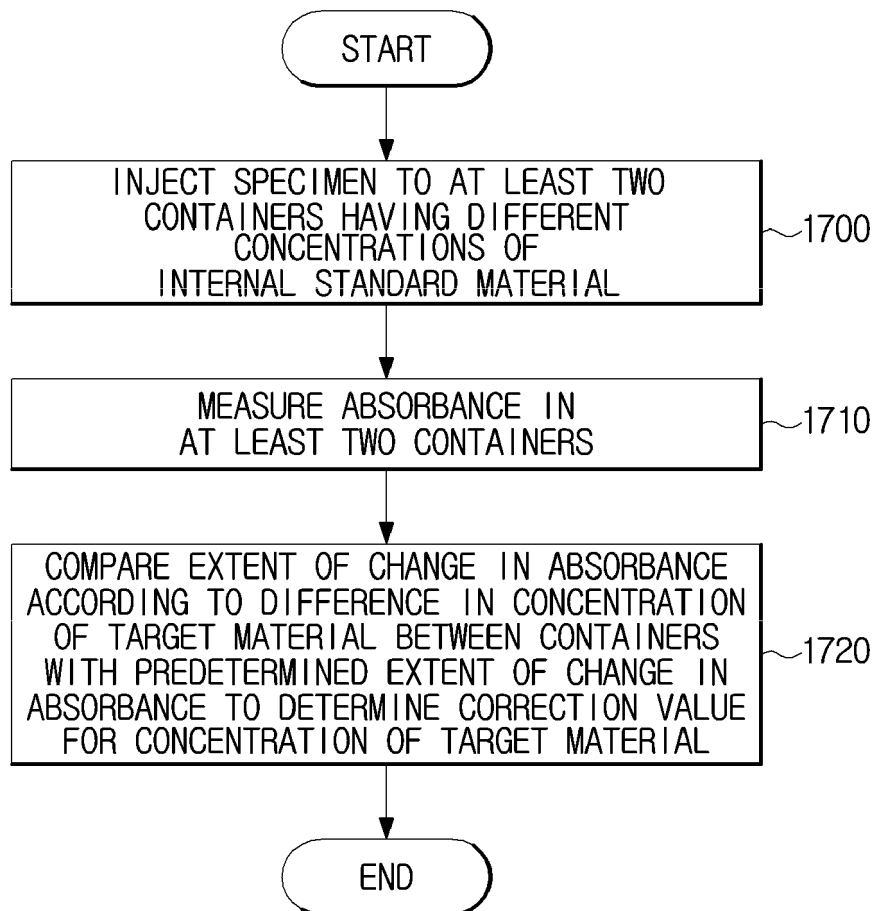 START
INJECT SPECIMEN TO AT LEAST TWO
CONTAINERS HAVING DIFFERENT
CONCENTRATIONS OF
INTERNAL STANDARD MATERIAL
1700
MEASURE ABSORBANCE IN
AT LEAST TWO CONTAINERS
1710
COMPARE EXTENT OF CHANGE IN ABSORBANCE
ACCORDING TO DIFFERENCE IN CONCENTRATION
OF TARGET MATERIAL BETWEEN CONTAINERS
WITH PREDETERMINED EXTENT OF CHANGE IN
ABSORBANCE TO DETERMINE CORRECTION VALUE
FOR CONCENTRATION OF TARGET MATERIAL
1720
END